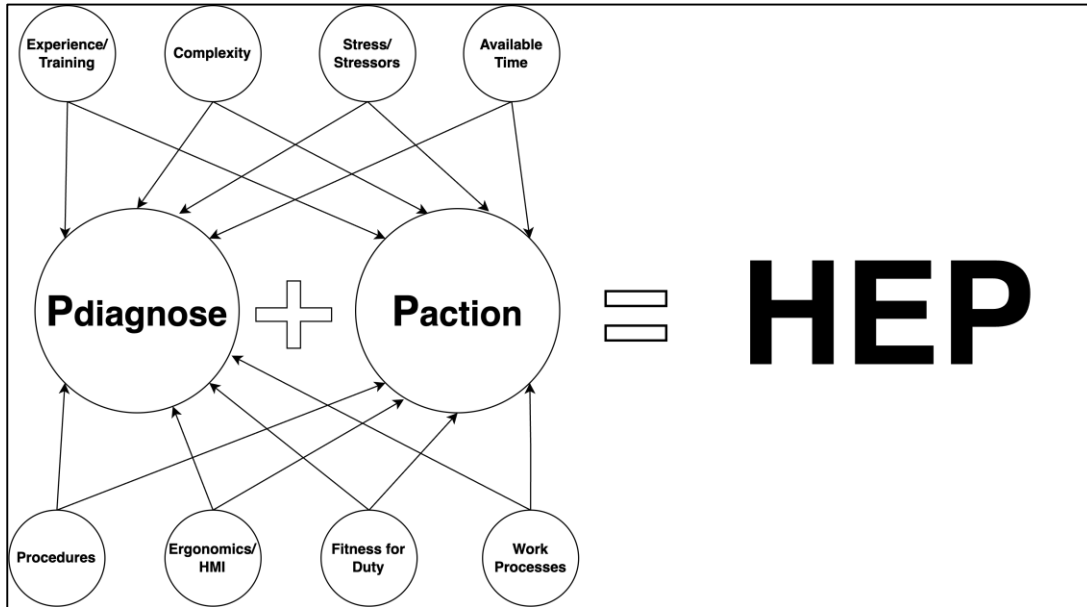 Experience/
Training
Complexity
Stress/
Stressors
Available
Time
Pdiagnose
+
Paction
=
HEP
Procedures
Ergonomics/
HMI
Fitness for
Duty
Work
Processes